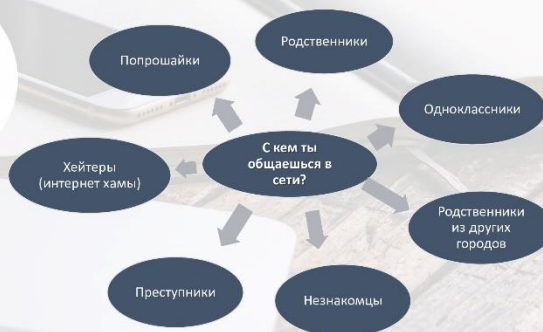 Родственники
Попрошайки
Одноклассники
С кем ты
общаешься в
сети?
Хейтеры
(интернет хамы)
Родственники
из других
городов
Преступники
Незнакомцы